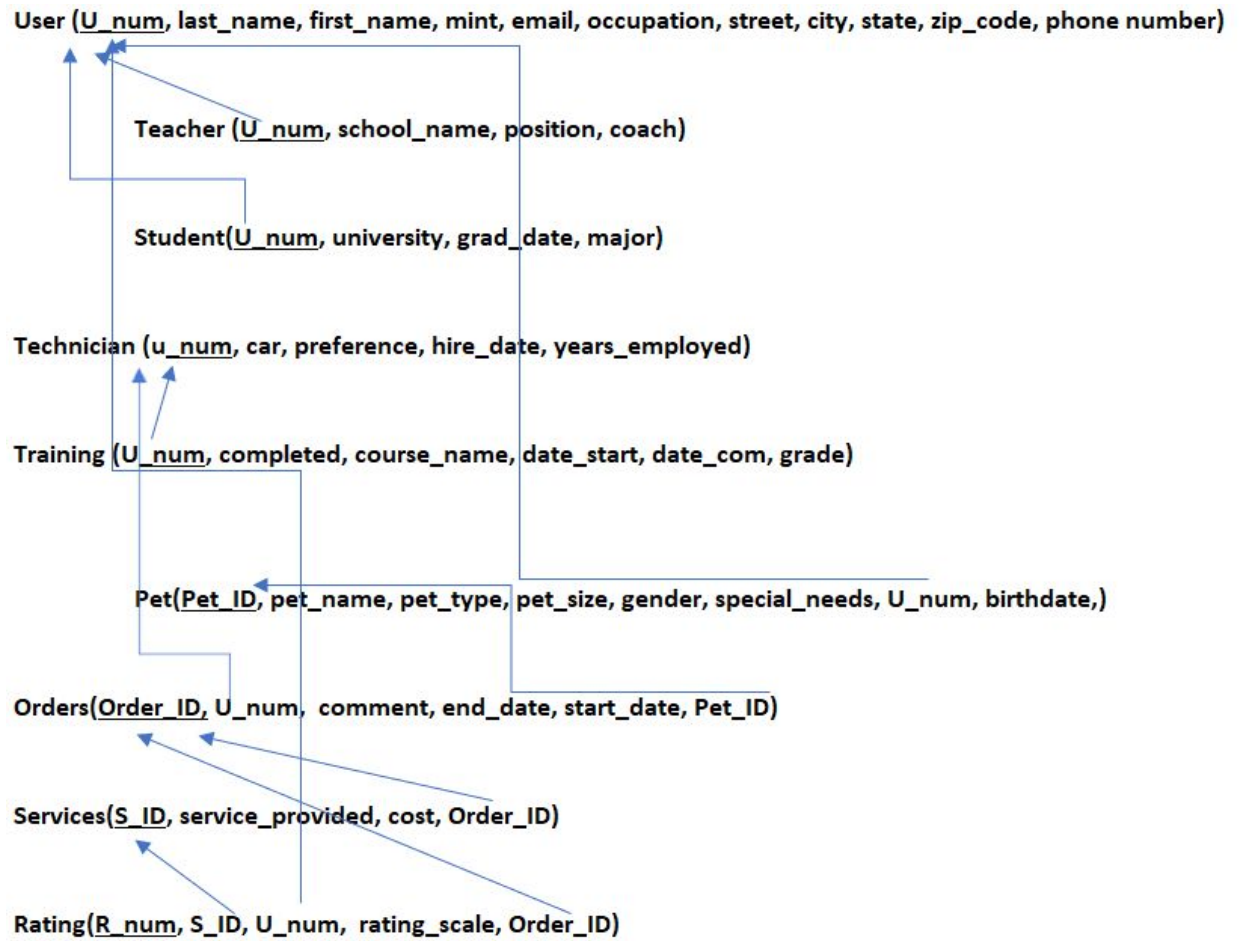 User (U_num, last_name, first_name, mint, email, occupation, street, city, state, zip_code, phone number)
Teacher (U_num, school_name, position, coach)
Student(U_num, university, grad_date, major)
Technician (u_num, car, preference, hire_date, years_employed)
Training (U_num, completed, course_name, date_start, date_com, grade)
Pet(Pet_ID, pet_name, pet_type, pet_size, gender, special_needs, U_num, birthdate,)
Orders(Order_ID, U_num, comment, end_date, start_date, Pet_ID)
Services(S_ID, service_provided, cost, Order_ID)
Rating(R_num, S_ID, U_num, rating_scale, Order_ID)